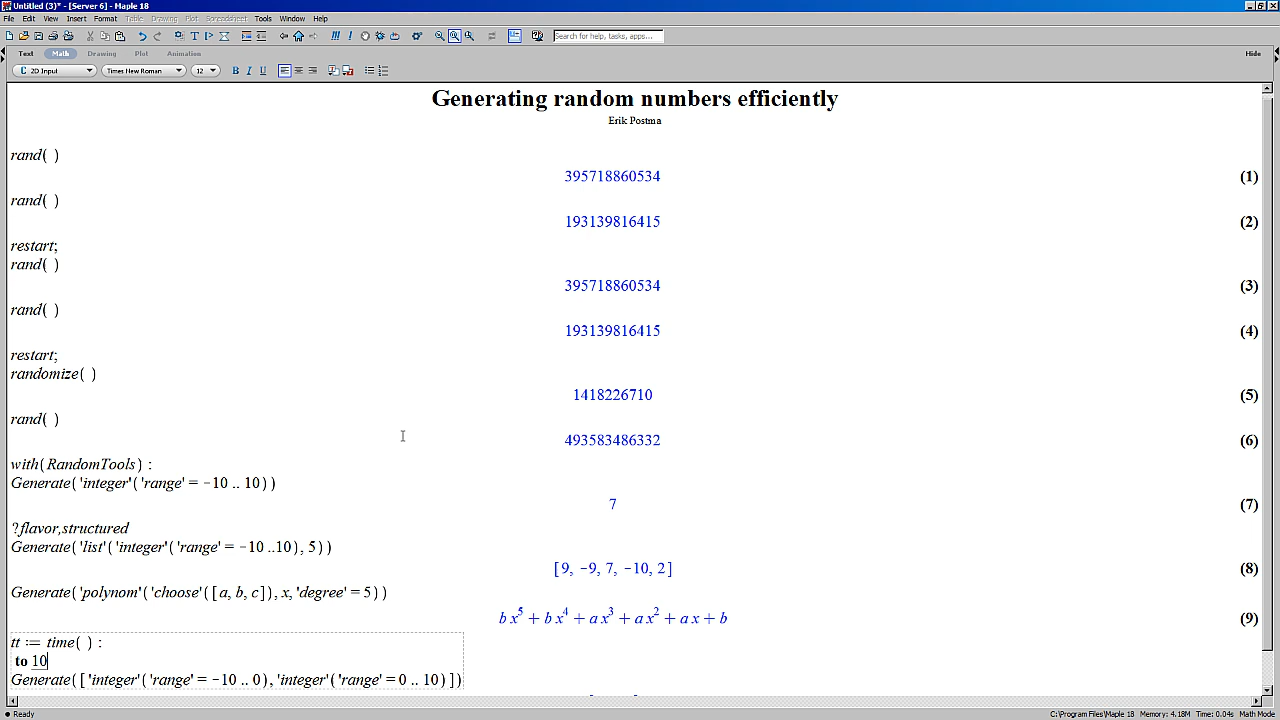 Untitled (3)* - [Server 6] - Maple 18
File Edit View Insert Format Table Drawing Plot Spreadsheet Tools Window Help
Search for help, tasks, apps...
Text Math Drawing Plot Animation Hide
2D Input Times New Roman 12 B I U
Generating random numbers efficiently
Erik Postma
rand( )
395718860534 (1)
rand( )
193139816415 (2)
restart;
rand( )
395718860534 (3)
rand( )
193139816415 (4)
restart;
randomize( )
1418226710 (5)
rand( )
493583486332 (6)
with(RandomTools) :
Generate('integer'('range' = −10 .. 10))
7 (7)
?flavor,structured
Generate('list'('integer'('range' = −10 ..10), 5))
[9, −9, 7, −10, 2] (8)
Generate('polynom'('choose'([a, b, c]), x, 'degree' = 5))
b x⁵ + b x⁴ + a x³ + a x² + a x + b (9)
tt := time( ) :
to 10
Generate(['integer'('range' = −10 .. 0), 'integer'('range' = 0 .. 10)])
Ready C:\Program Files\Maple 18 Memory: 4.18M Time: 0.04s Math Mode